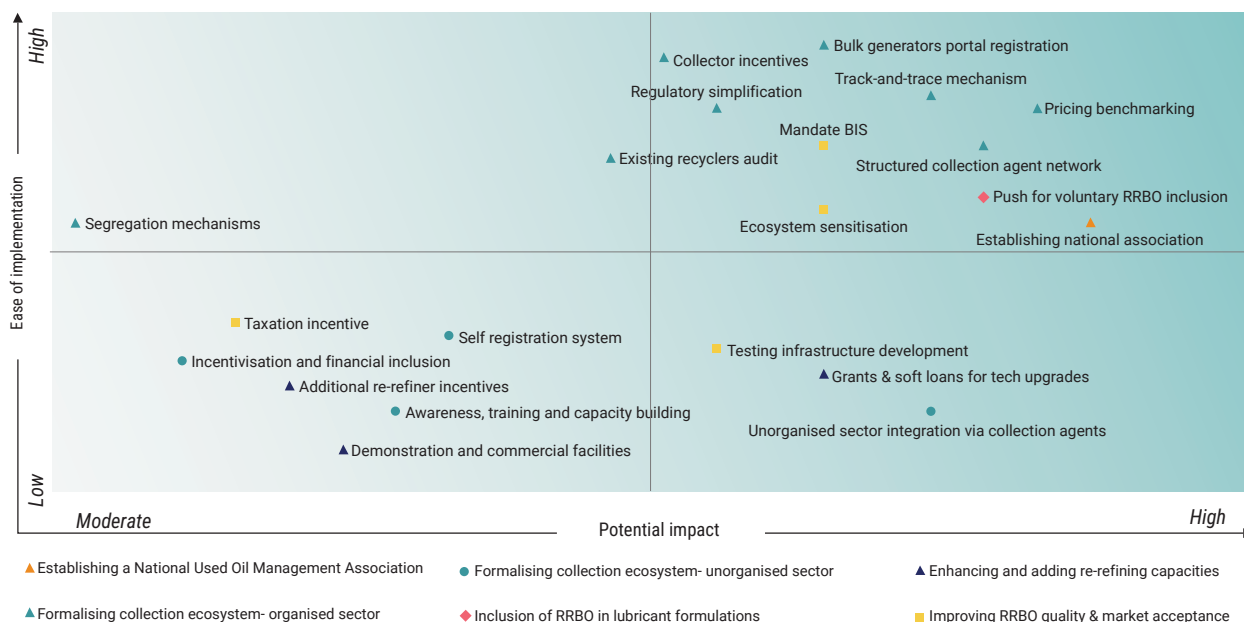 High
Bulk generators portal registration
Collector incentives
Track-and-trace mechanism
Regulatory simplification
Pricing benchmarking
Mandate BIS
Existing recyclers audit
Structured collection agent network
Push for voluntary RRBO inclusion
Segregation mechanisms
Ecosystem sensitisation
Establishing national association
Ease of implementation
Taxation incentive
Self registration system
Testing infrastructure development
Incentivisation and financial inclusion
Grants & soft loans for tech upgrades
Additional re-refiner incentives
Awareness, training and capacity building
Unorganised sector integration via collection agents
Demonstration and commercial facilities
Low
Moderate
Potential impact
High
Establishing a National Used Oil Management Association
Formalising collection ecosystem- unorganised sector
Enhancing and adding re-refining capacities
Formalising collection ecosystem- organised sector
Inclusion of RRBO in lubricant formulations
Improving RRBO quality & market acceptance